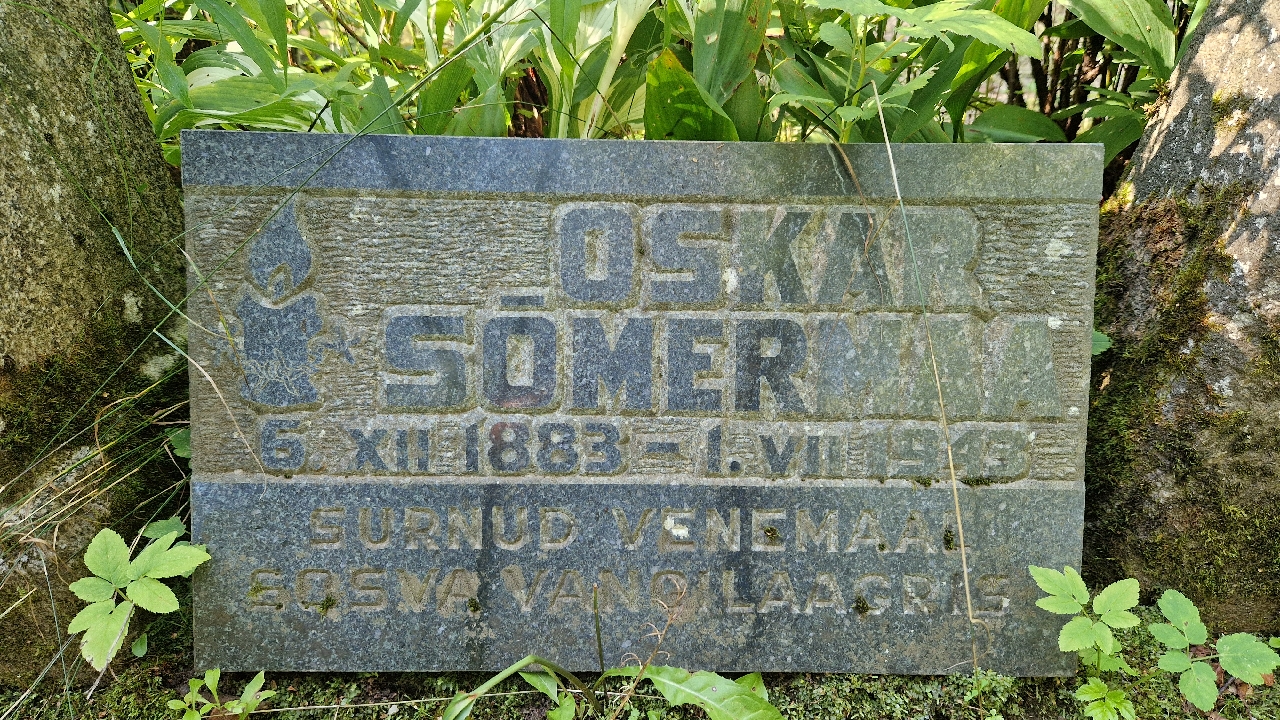 OSKAR
SÕMERMAA
6. XII 1883 – 1. VII 1943
SURNUD VENEMAAL
SOSVA VANGILAAGRIS